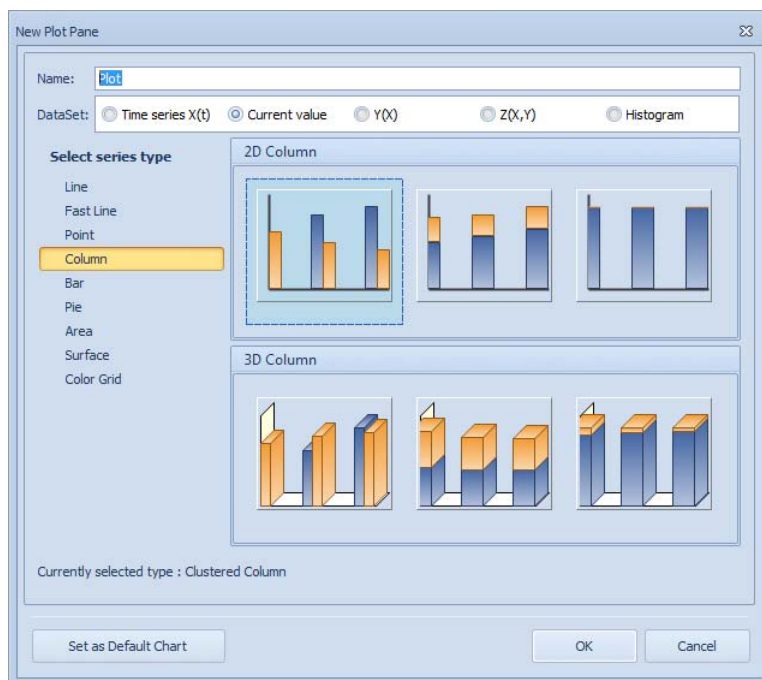 New Plot Pane
Name: Plot
DataSet: Time series X(t) Current value Y(X) Z(X,Y) Histogram
Select series type
Line
Fast Line
Point
Column
Bar
Pie
Area
Surface
Color Grid
2D Column
3D Column
Currently selected type : Clustered Column
Set as Default Chart OK Cancel